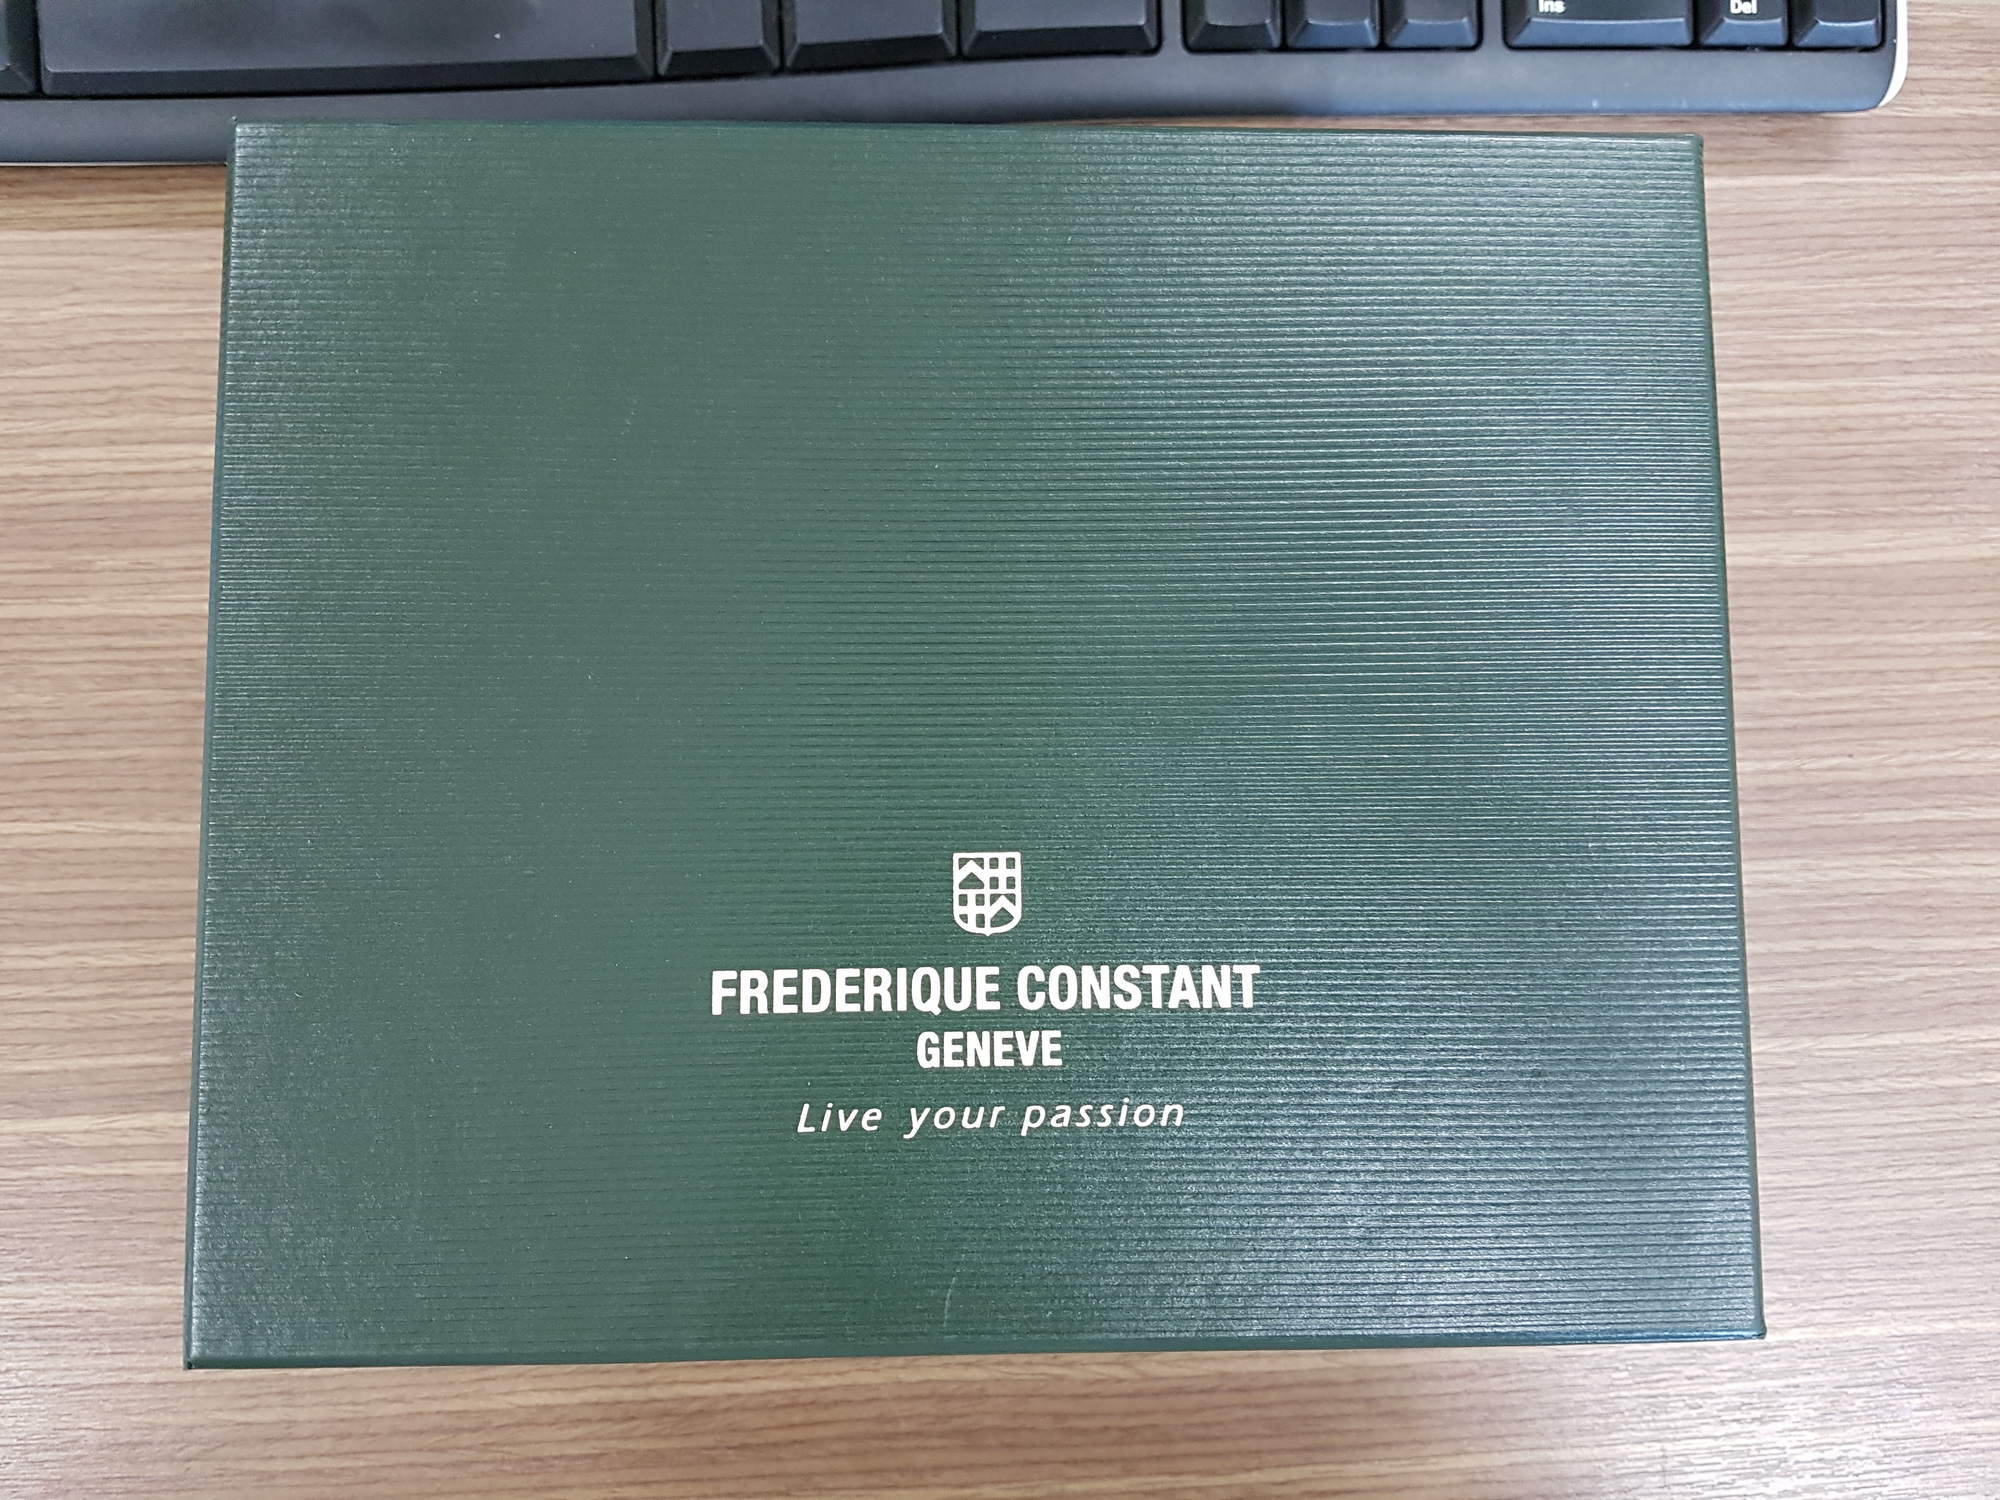 Ins Del
FREDERIQUE CONSTANT
GENEVE
Live your passion